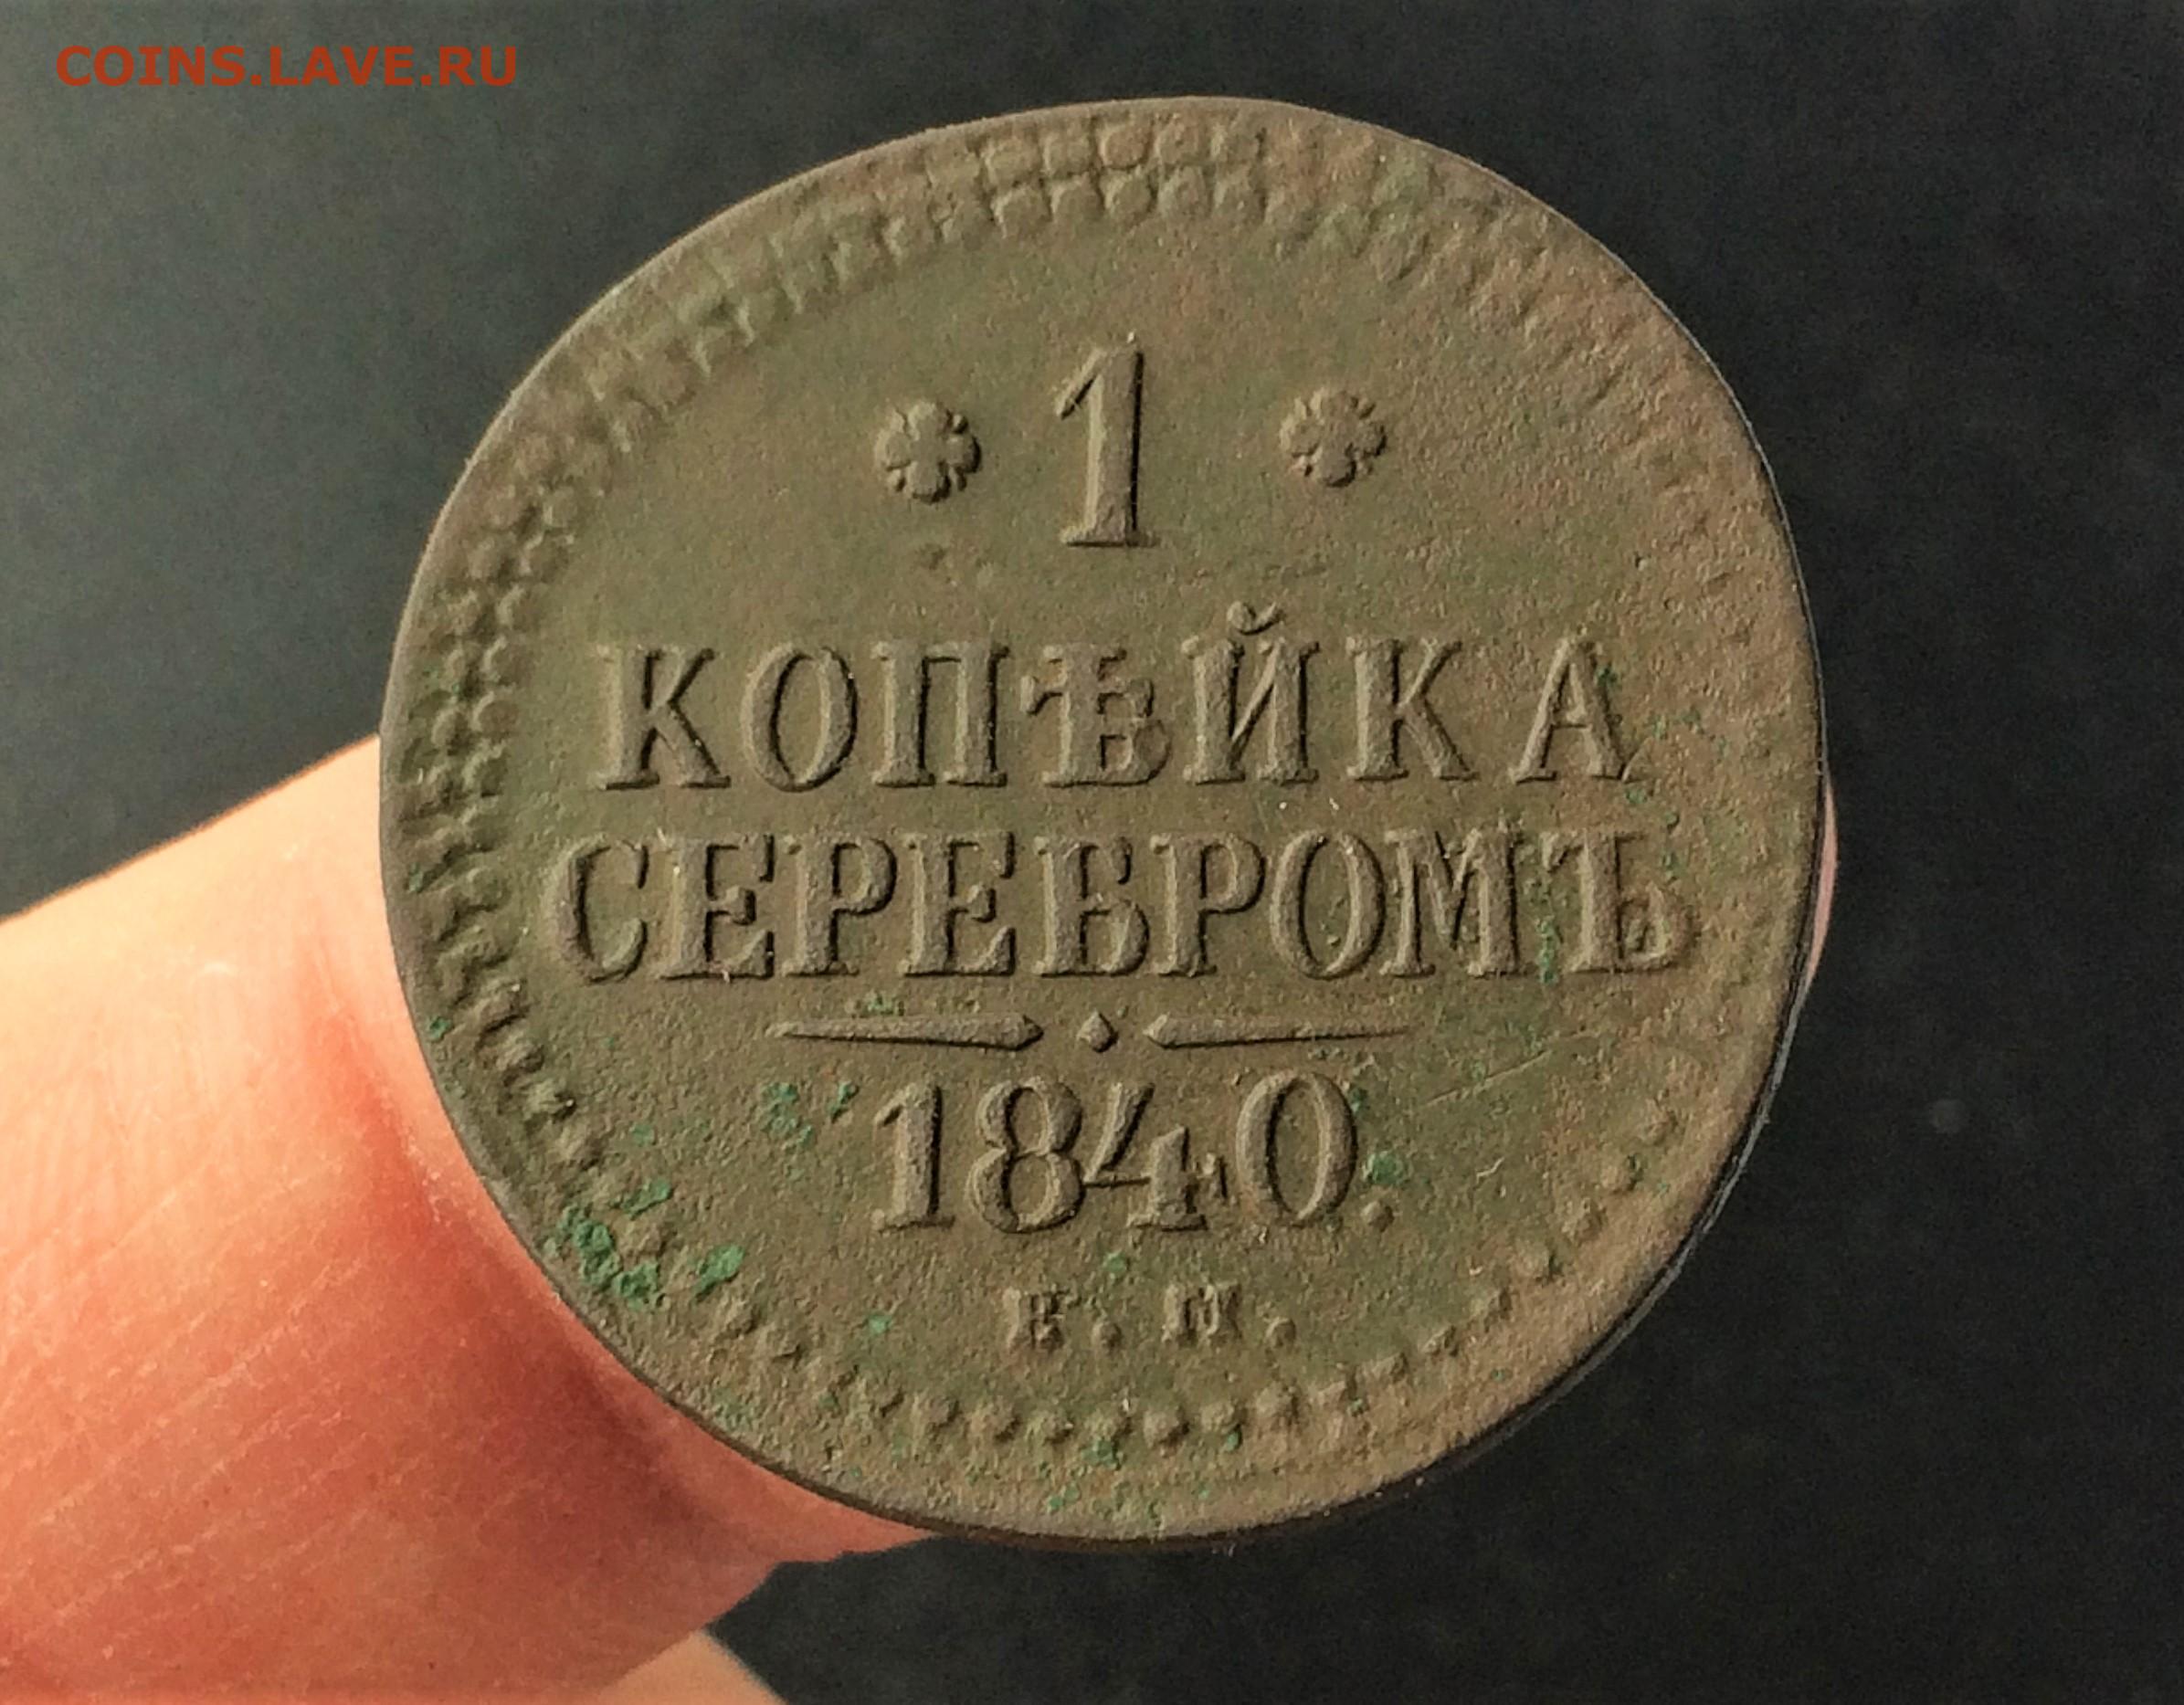 COINS.LAVE.RU
1
КОПѢЙКА
СЕРЕБРОМЪ
1840.
Е. М.